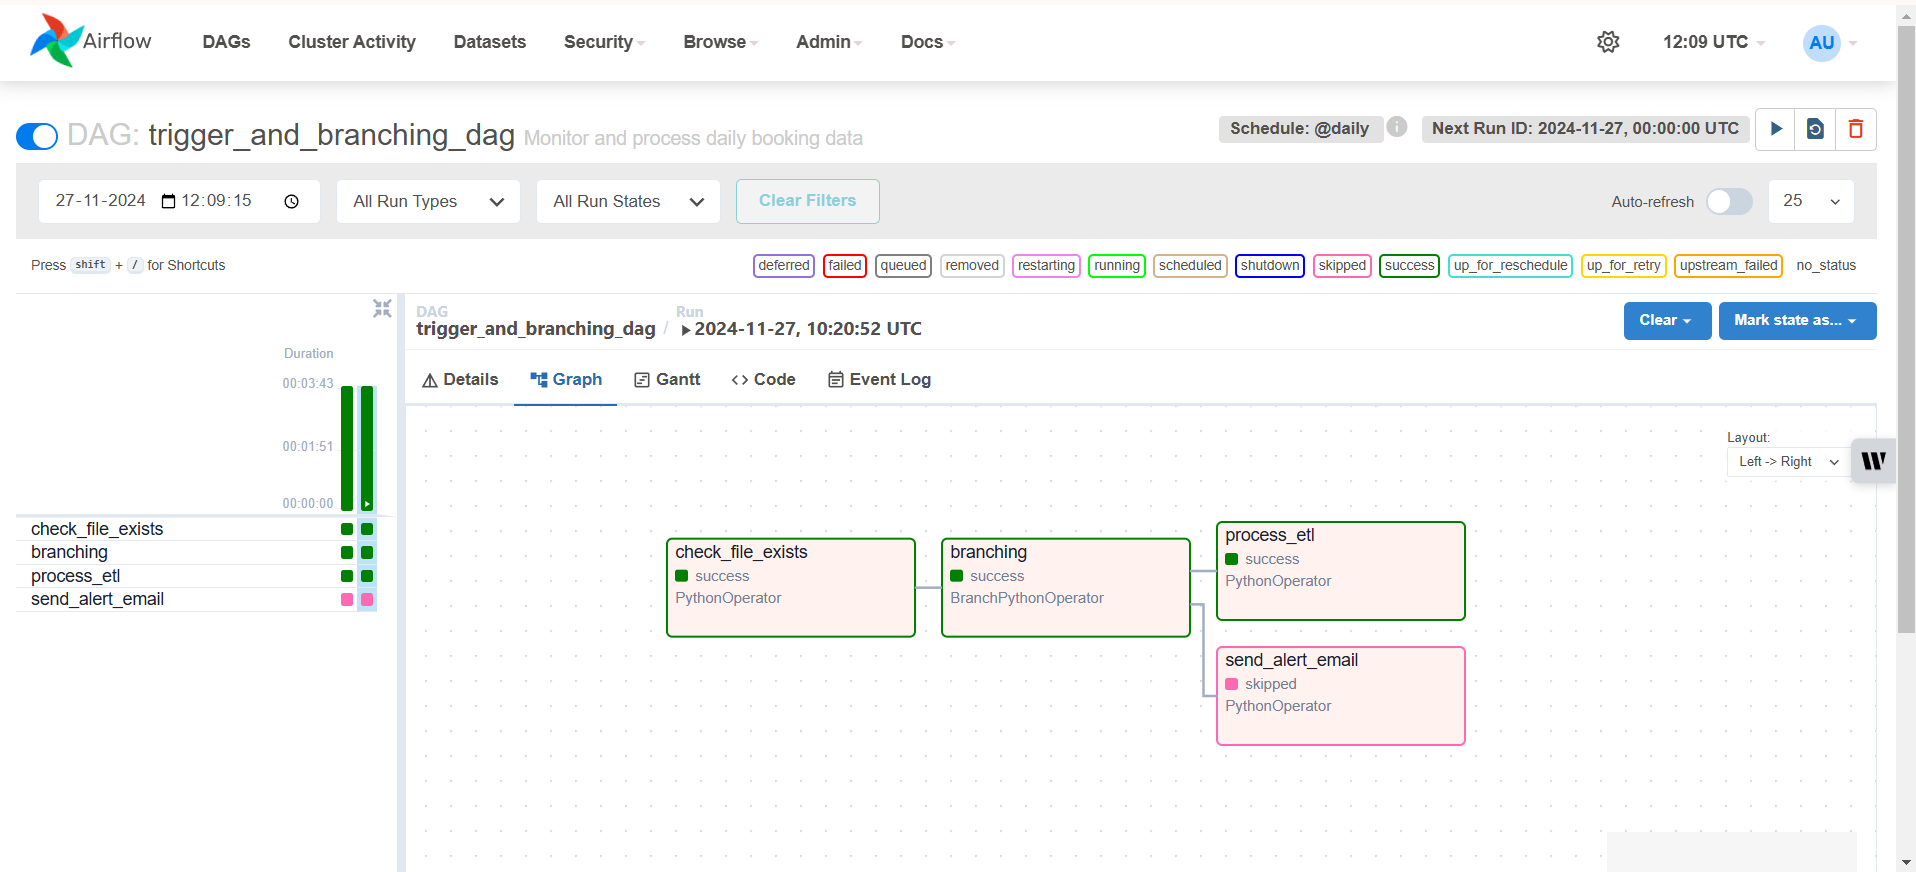 Airflow
DAGs Cluster Activity Datasets Security Browse Admin Docs 12:09 UTC AU
DAG: trigger_and_branching_dag Monitor and process daily booking data Schedule: @daily i Next Run ID: 2024-11-27, 00:00:00 UTC
27-11-2024 12:09:15 All Run Types All Run States Clear Filters Auto-refresh 25
Press shift + / for Shortcuts deferred failed queued removed restarting running scheduled shutdown skipped success up_for_reschedule up_for_retry upstream_failed no_status
DAG Run
trigger_and_branching_dag / 2024-11-27, 10:20:52 UTC Clear Mark state as...
Details Graph Gantt Code Event Log
Duration
00:03:43
00:01:51
00:00:00
check_file_exists
branching
process_etl
send_alert_email
Layout:
Left -> Right
W
check_file_exists
success
PythonOperator
branching
success
BranchPythonOperator
process_etl
success
PythonOperator
send_alert_email
skipped
PythonOperator